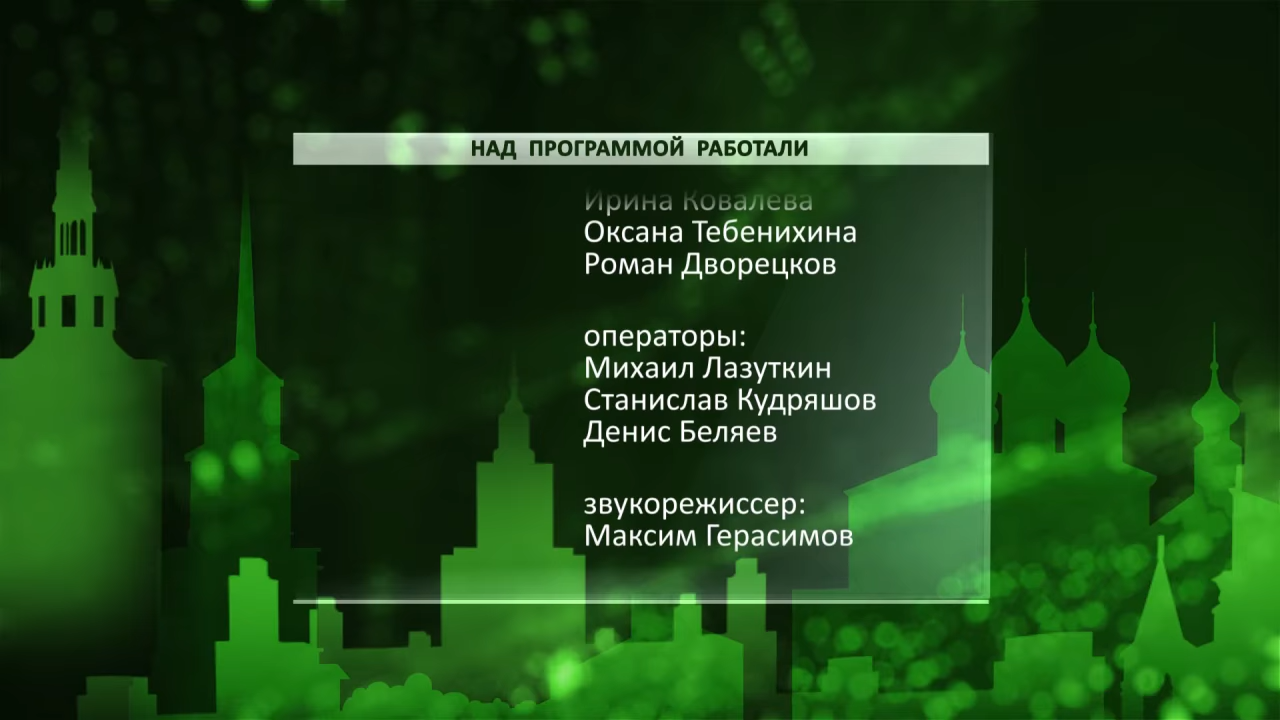 НАД ПРОГРАММОЙ РАБОТАЛИ
Ирина Ковалева
Оксана Тебенихина
Роман Дворецков
операторы:
Михаил Лазуткин
Станислав Кудряшов
Денис Беляев
звукорежиссер:
Максим Герасимов